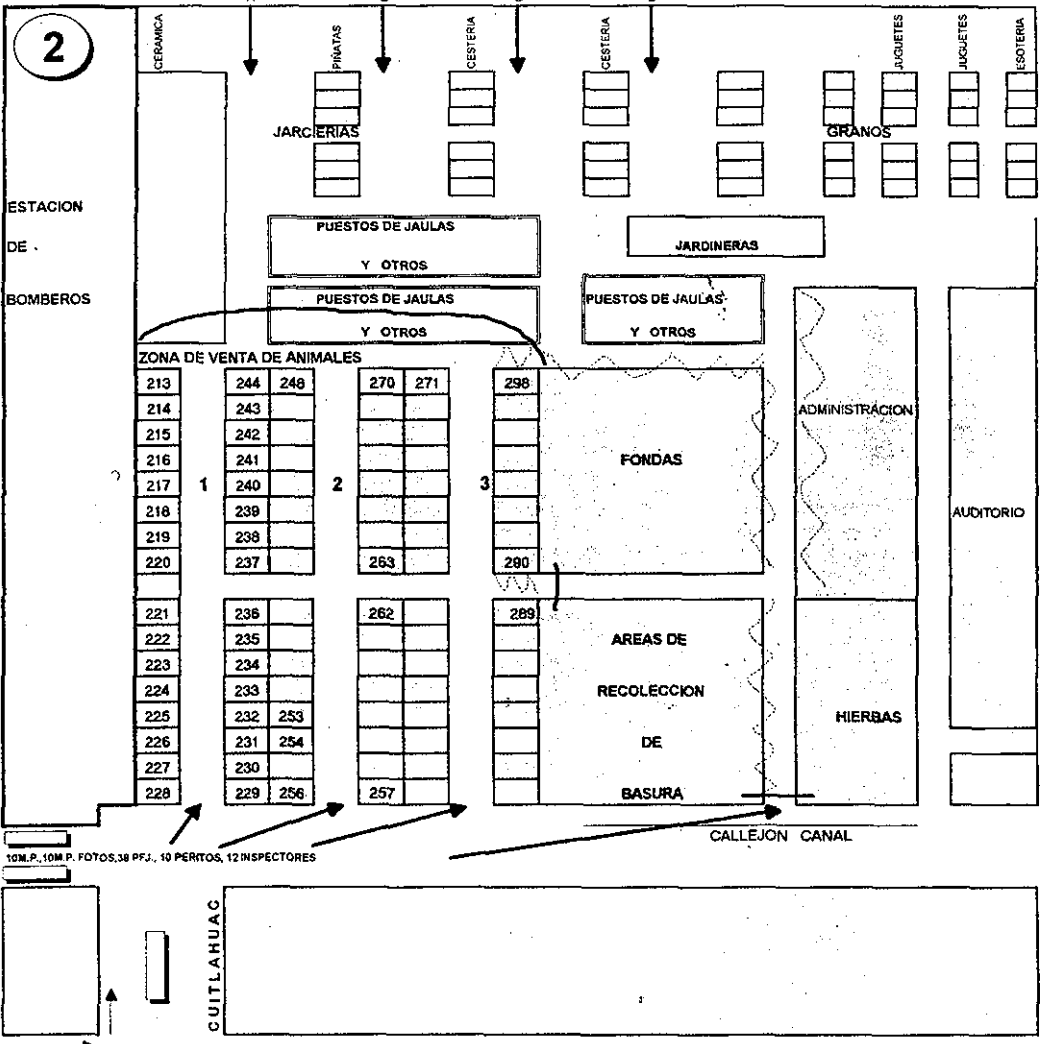 2
CERAMICA
PIÑATAS
CESTERIA
CESTERIA
JUGUETES
JUGUETES
ESOTERIA
JARCIERIAS
GRANOS
ESTACION
DE
BOMBEROS
PUESTOS DE JAULAS
Y OTROS
JARDINERAS
PUESTOS DE JAULAS
Y OTROS
PUESTOS DE JAULAS
Y OTROS
ZONA DE VENTA DE ANIMALES
213 244 248 270 271 298
214 243
215 242
216 241
217 1 240 2 3
218 239
219 238
220 237 263 290
FONDAS
ADMINISTRACION
AUDITORIO
221 236 262 289
222 235
223 234
224 233
225 232 253
226 231 254
227 230
228 229 256 257
AREAS DE
RECOLECCION
DE
BASURA
HIERBAS
CALLEJON CANAL
10M.P.,10M.P. FOTOS,38 PFJ., 10 PERITOS, 12 INSPECTORES
CUITLAHUAC